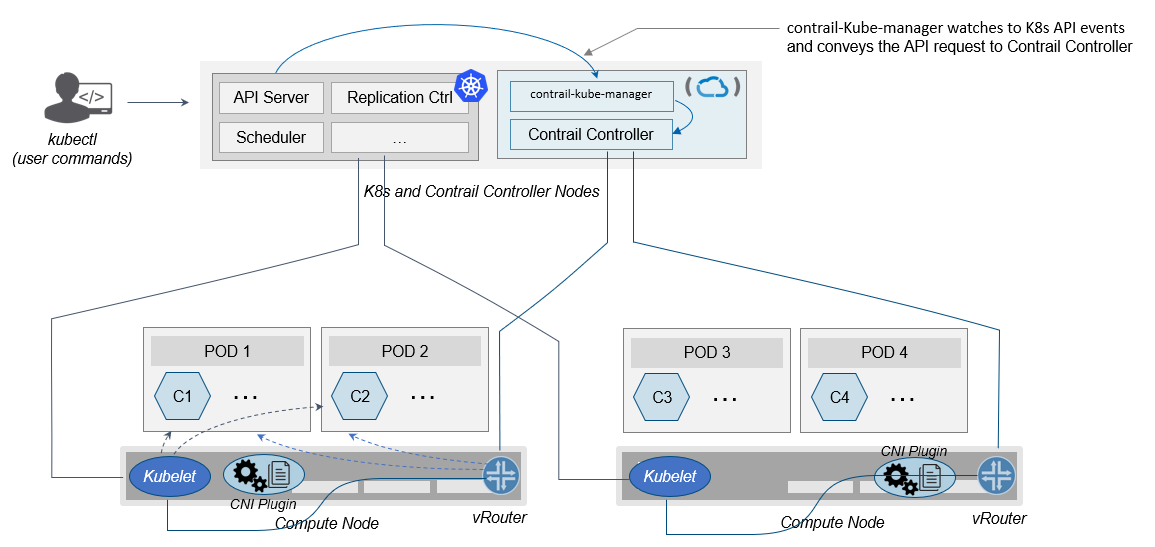 contrail-Kube-manager watches to K8s API events
and conveys the API request to Contrail Controller
kubectl
(user commands)
API Server
Replication Ctrl
Scheduler
...
contrail-kube-manager
Contrail Controller
K8s and Contrail Controller Nodes
POD 1
C1
...
POD 2
C2
...
POD 3
C3
...
POD 4
C4
...
Kubelet
CNI Plugin
Compute Node
vRouter
Kubelet
CNI Plugin
Compute Node
vRouter